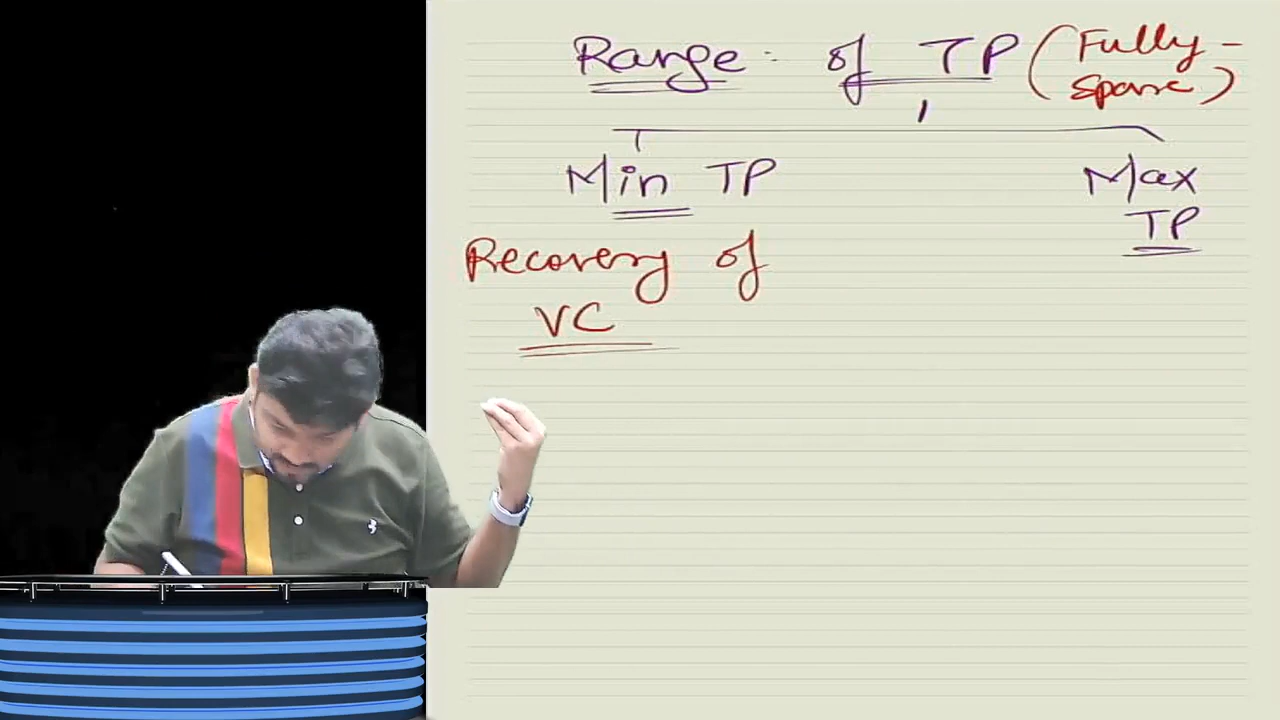 Range: of TP (Fully-
Spare)
Min TP
Max
TP
Recovery of
VC